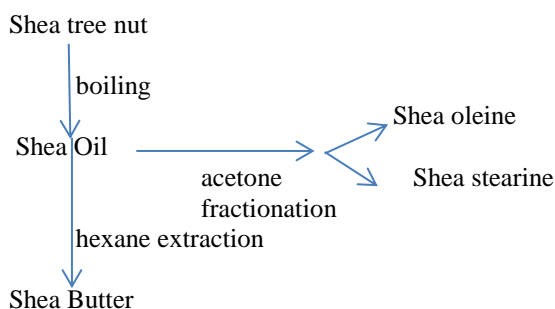 Shea tree nut
boiling
Shea Oil
Shea oleine
acetone
fractionation
Shea stearine
hexane extraction
Shea Butter